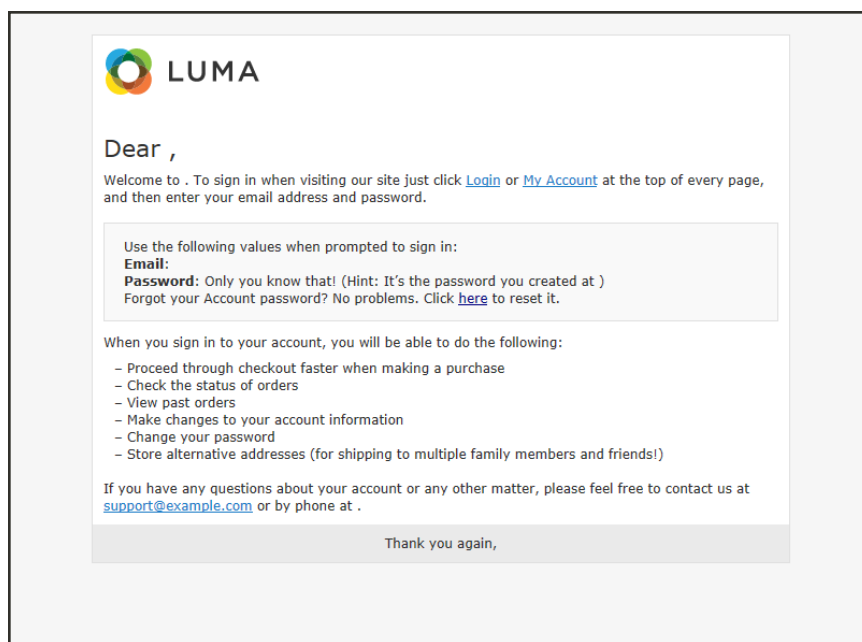 LUMA
Dear ,
Welcome to . To sign in when visiting our site just click Login or My Account at the top of every page,
and then enter your email address and password.
Use the following values when prompted to sign in:
Email:
Password: Only you know that! (Hint: It’s the password you created at )
Forgot your Account password? No problems. Click here to reset it.
When you sign in to your account, you will be able to do the following:
– Proceed through checkout faster when making a purchase
– Check the status of orders
– View past orders
– Make changes to your account information
– Change your password
– Store alternative addresses (for shipping to multiple family members and friends!)
If you have any questions about your account or any other matter, please feel free to contact us at
support@example.com or by phone at .
Thank you again,